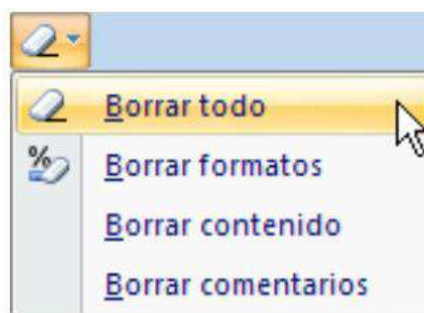 Borrar todo
%
Borrar formatos
Borrar contenido
Borrar comentarios